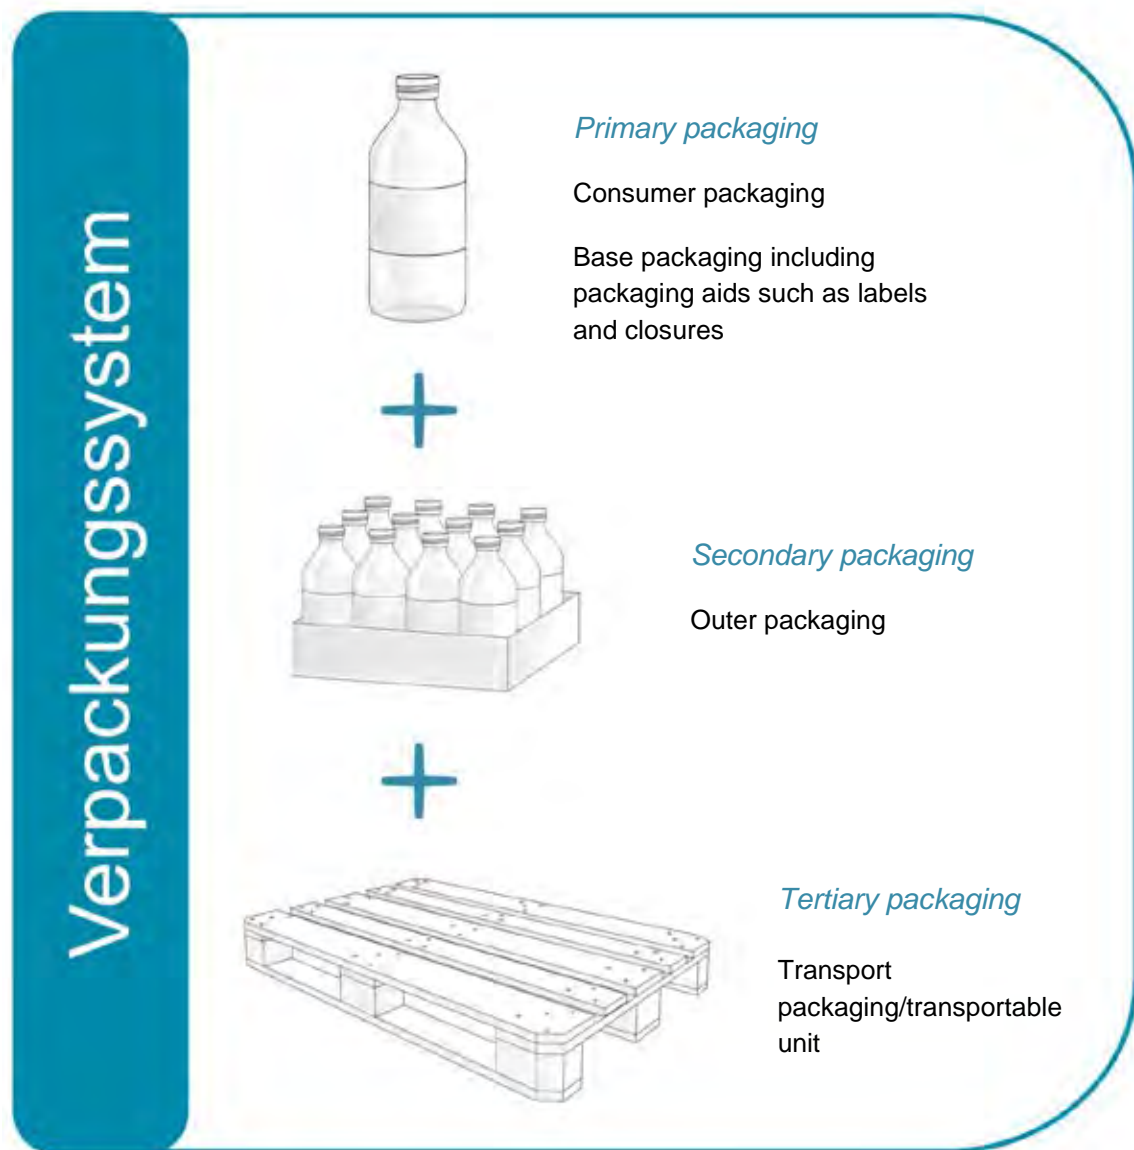 Verpackungssystem
Primary packaging
Consumer packaging
Base packaging including
packaging aids such as labels
and closures
Secondary packaging
Outer packaging
Tertiary packaging
Transport
packaging/transportable
unit